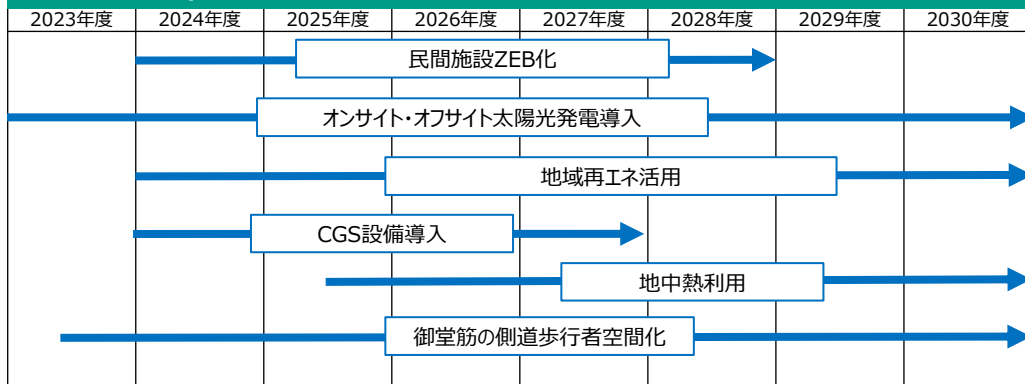 2023年度 2024年度 2025年度 2026年度 2027年度 2028年度 2029年度 2030年度
民間施設ZEB化
オンサイト・オフサイト太陽光発電導入
地域再エネ活用
CGS設備導入
地中熱利用
御堂筋の側道歩行者空間化